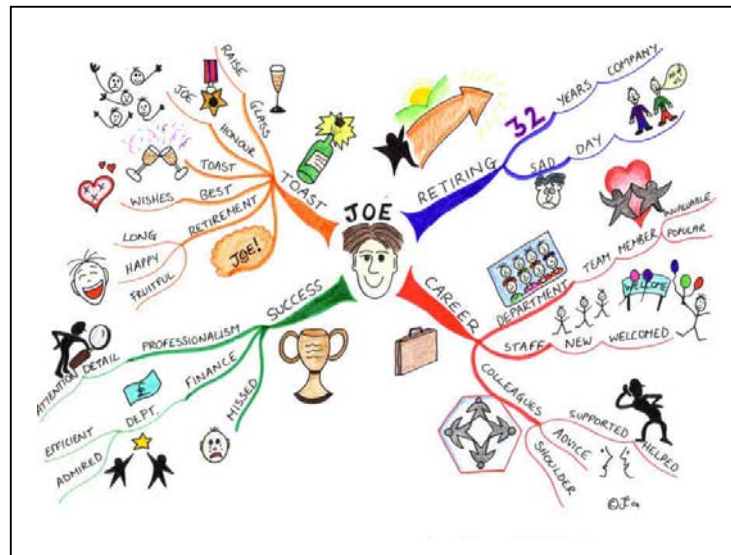 JOE
RETIRING
32
YEARS
COMPANY
SAD
DAY
CAREER
DEPARTMENT
TEAM
MEMBER
INVALUABLE
POPULAR
STAFF
NEW
WELCOMED
WELCOME
COLLEAGUES
SUPPORTED
HELPED
ADVICE
SHOULDER
SUCCESS
PROFESSIONALISM
DETAIL
ATTENTION
FINANCE
DEPT.
EFFICIENT
ADMIRED
£
MISSED
TOAST
RAISE
GLASS
HONOUR
JOE
TOAST
BEST
WISHES
RETIREMENT
LONG
HAPPY
FRUITFUL
JOE!